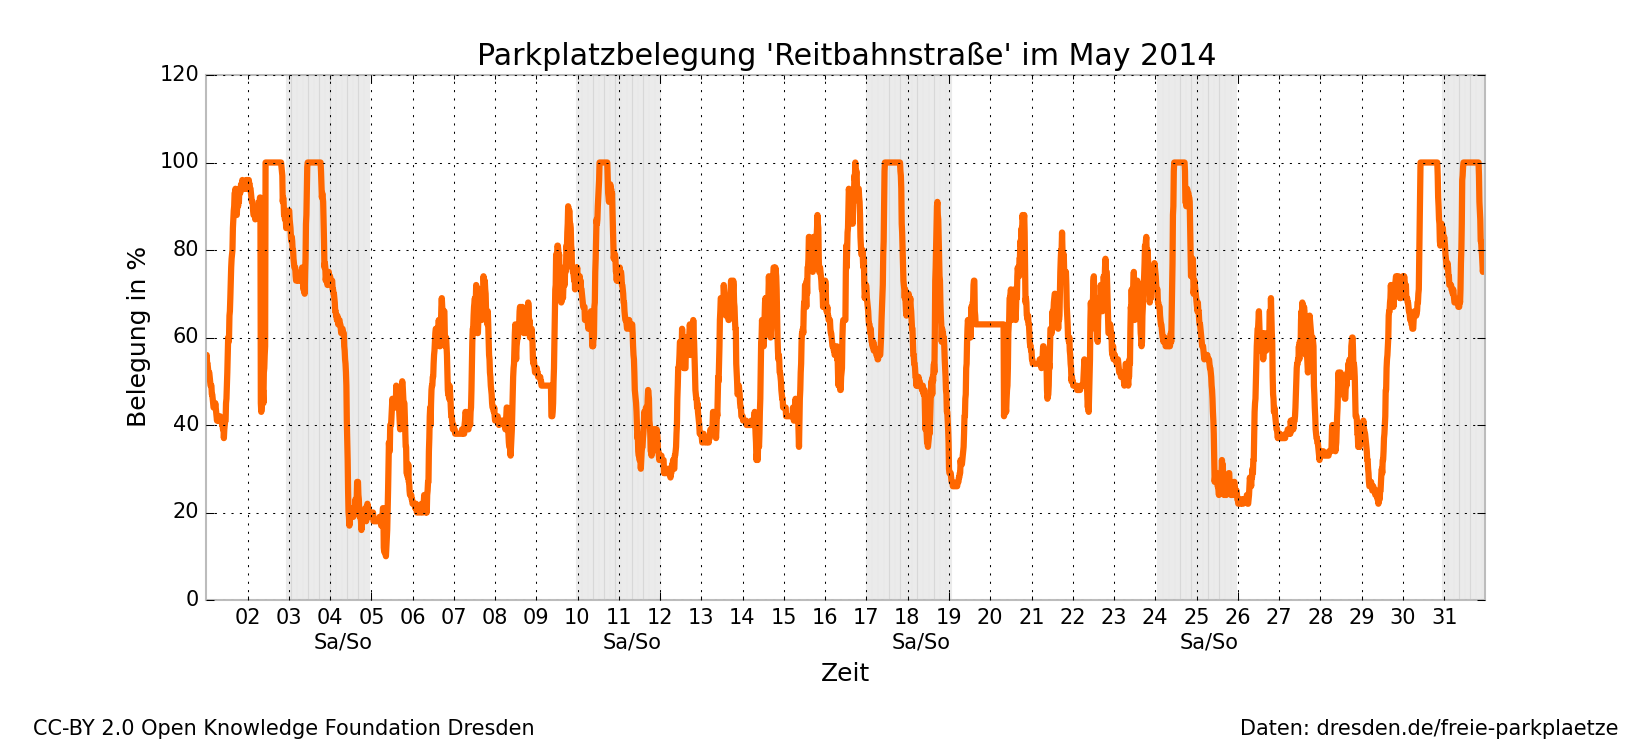 Parkplatzbelegung 'Reitbahnstraße' im May 2014
Belegung in %
120
100
80
60
40
20
0
02 03 04 05 06 07 08 09 10 11 12 13 14 15 16 17 18 19 20 21 22 23 24 25 26 27 28 29 30 31
Sa/So Sa/So Sa/So Sa/So
Zeit
CC-BY 2.0 Open Knowledge Foundation Dresden
Daten: dresden.de/freie-parkplaetze